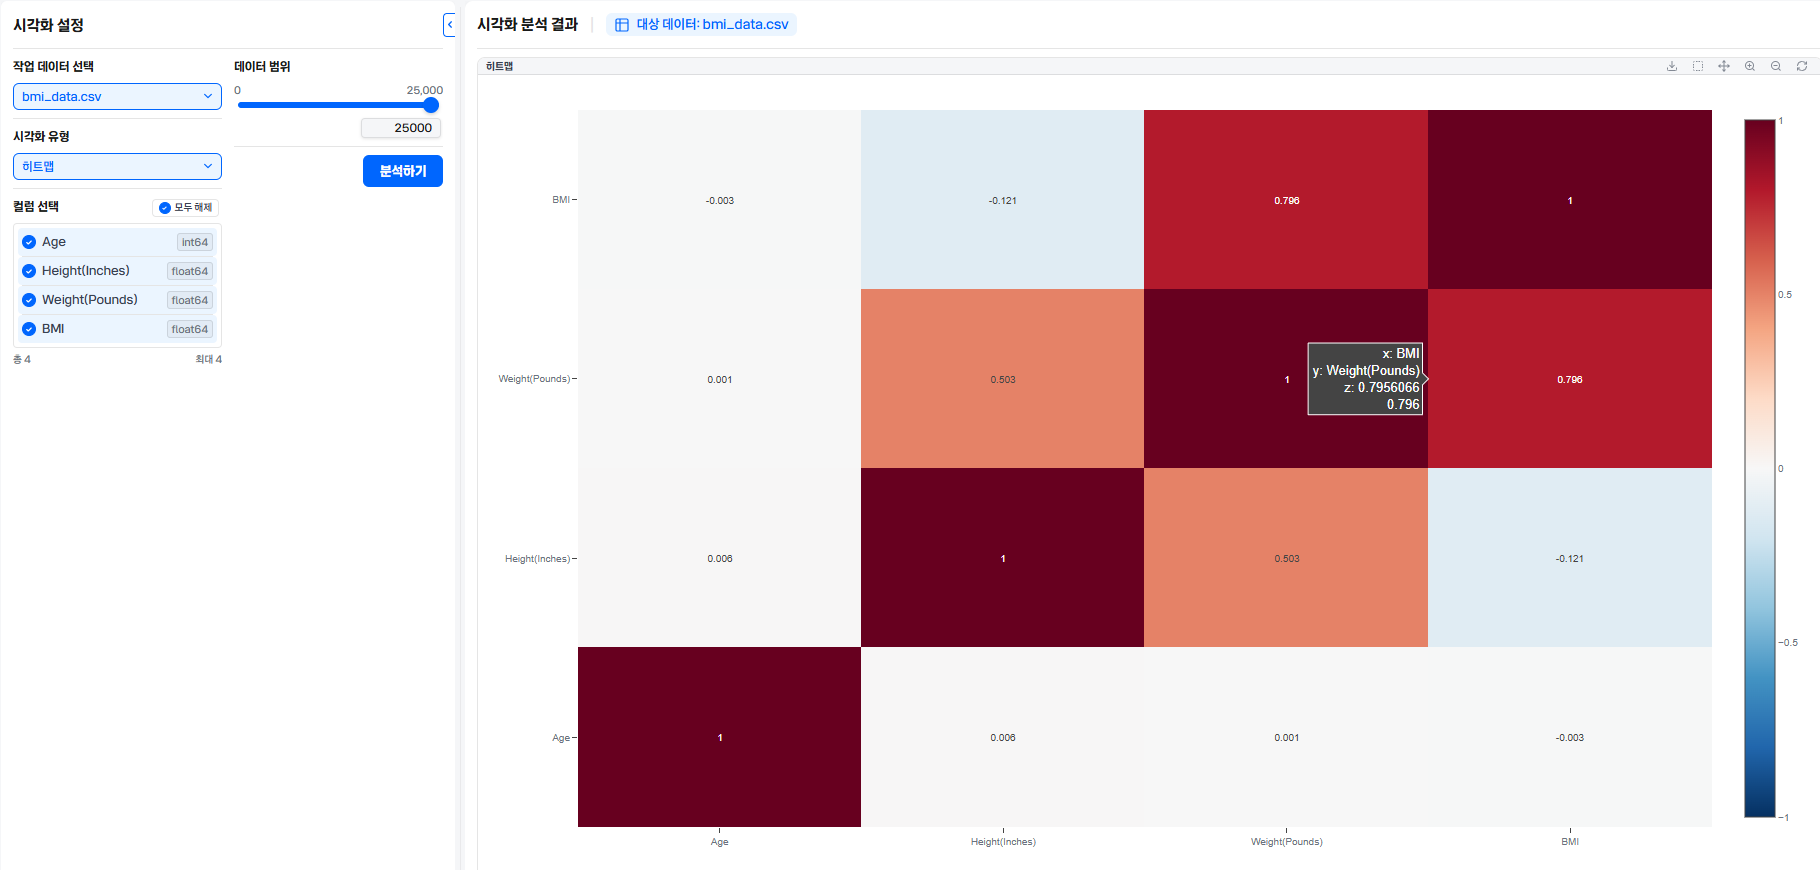 시각화 설정
작업 데이터 선택
bmi_data.csv
시각화 유형
히트맵
컬럼 선택
모두 해제
Age int64
Height(Inches) float64
Weight(Pounds) float64
BMI float64
총 4 최대 4
데이터 범위
0 25,000
25000
분석하기
시각화 분석 결과
대상 데이터: bmi_data.csv
히트맵
BMI -0.003 -0.121 0.796 1
Weight(Pounds) 0.001 0.503 1 0.796
x: BMI
y: Weight(Pounds)
z: 0.7956066
0.796
Height(Inches) 0.006 1 0.503 -0.121
Age 1 0.006 0.001 -0.003
Age Height(Inches) Weight(Pounds) BMI
1
0.5
0
−0.5
−1